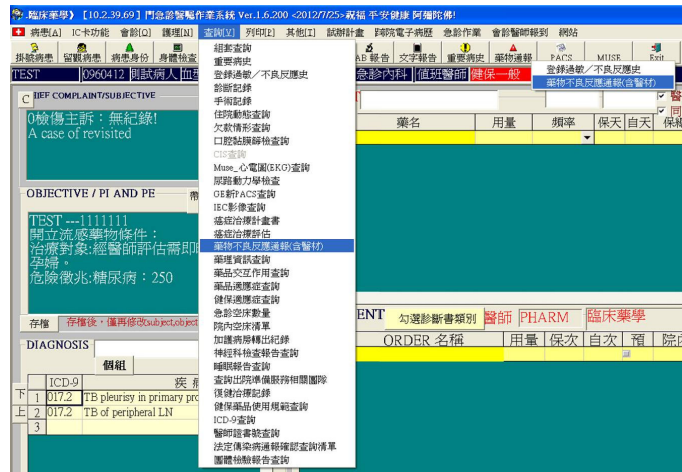 -臨床藥學》【10.2.39.69】門急診醫囑作業系統 Ver.1.6.200 <2012/7/25>祝福 平安健康 阿彌陀佛!
病患[A] IC卡功能 會診[O] 護理[N] 查詢[V] 列印[P] 其他[I] 試辦計畫 跨院電子病歷 急診作業 會診醫師報到 網站
掛號病患 留觀病患 病患身份 身體檢查 AB 報告 文字報告 重要病史 藥物過敏 PACS MUSE Exit
TEST 0960412 測試病人 血型 急診內科 值班醫師 健保一般
組套查詢
重要病史
登錄過敏/不良反應史
診斷記錄
手術記錄
住院動態查詢
欠款情形查詢
口腔黏膜篩檢查詢
CIS查詢
Muse_心電圖(EKG)查詢
尿路動力學檢查
GE新PACS查詢
IEC影像查詢
癌症治療計畫書
癌症治療評估
藥物不良反應通報(含醫材)
藥理資訊查詢
藥品交互作用查詢
藥品適應症查詢
健保適應症查詢
急診空床數量
院內空床清單
加護病房轉出紀錄
神經科檢查報告查詢
睡眠報告查詢
查詢出院準備服務相關團隊
復健治療記錄
健保藥品使用規範查詢
ICD-9查詢
醫師證書號查詢
法定傳染病通報確認查詢清單
團體檢驗報告查詢
登錄過敏/不良反應史
藥物不良反應通報(含醫材)
C
IEF COMPLAINT/SUBJECTIVE
0檢傷主訴:無紀錄!
A case of revisited
藥名 用量 頻率 保天 自天 保總
OBJECTIVE / PI AND PE
TEST ---1111111
開立流感藥物條件:
治療對象:經醫師評估需即
孕婦。
危險徵兆:糖尿病:250
存檔 存檔後,僅再修改subject,object
ENT 勾選診斷書類別 醫師 PHARM 臨床藥學
DIAGNOSIS
個組
ORDER 名稱 用量 保次 自次 預 院內
ICD-9
下 1 017.2 TB pleurisy in primary pro
上 2 017.2 TB of peripheral LN
3